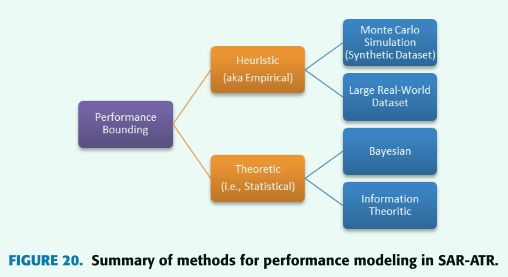 Monte Carlo
Simulation
(Synthetic Dataset)
Heuristic
(aka Empirical)
Large Real-World
Dataset
Performance
Bounding
Bayesian
Theoretic
(i.e., Statistical)
Information
Theoritic
FIGURE 20. Summary of methods for performance modeling in SAR-ATR.